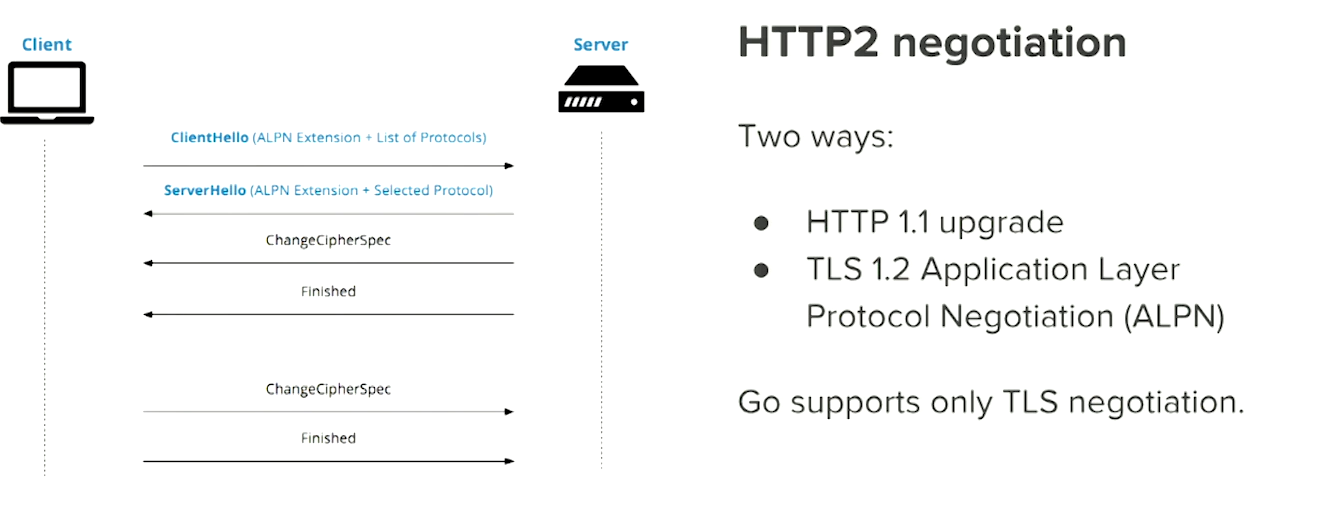 Client
Server
ClientHello (ALPN Extension + List of Protocols)
ServerHello (ALPN Extension + Selected Protocol)
ChangeCipherSpec
Finished
ChangeCipherSpec
Finished
HTTP2 negotiation
Two ways:
● HTTP 1.1 upgrade
● TLS 1.2 Application Layer
Protocol Negotiation (ALPN)
Go supports only TLS negotiation.